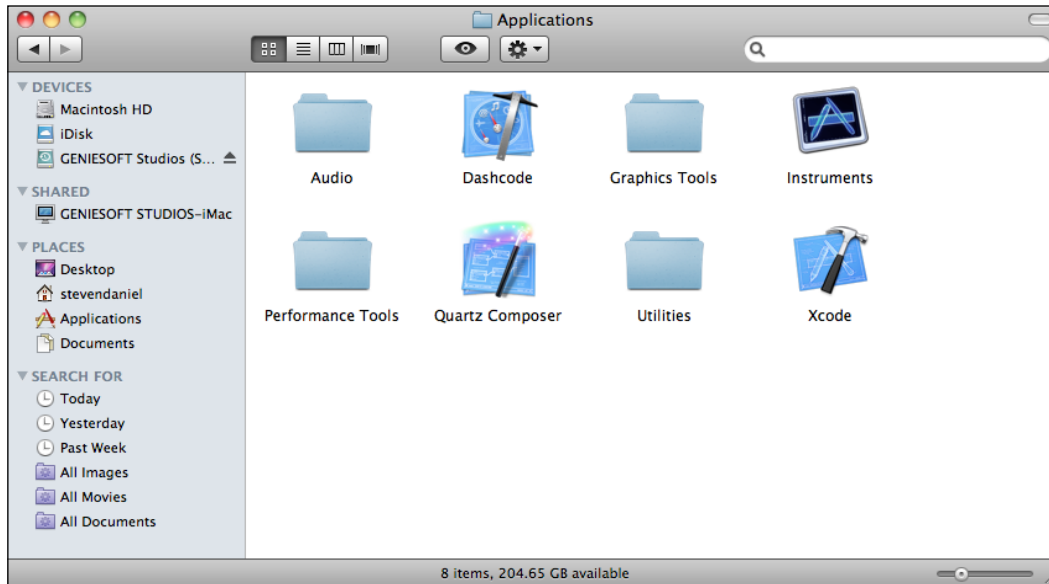 Applications
DEVICES
Macintosh HD
iDisk
GENIESOFT Studios (S...
SHARED
GENIESOFT STUDIOS-iMac
PLACES
Desktop
stevendaniel
Applications
Documents
SEARCH FOR
Today
Yesterday
Past Week
All Images
All Movies
All Documents
Audio
Dashcode
Graphics Tools
Instruments
Performance Tools
Quartz Composer
Utilities
Xcode
8 items, 204.65 GB available